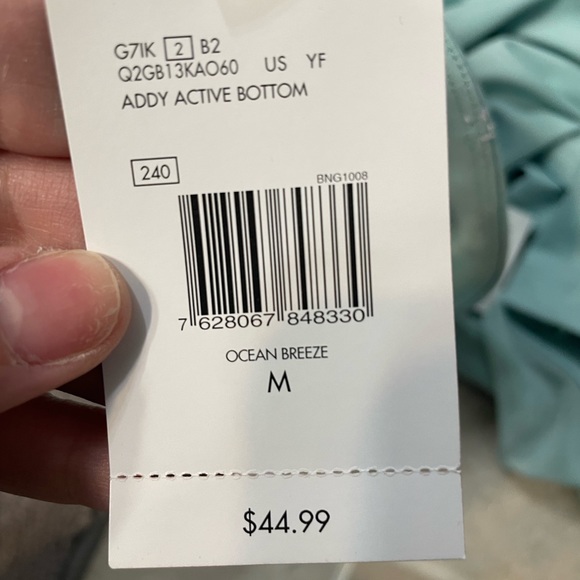 G7IK 2 B2
Q2GB13KAO60 US YF
ADDY ACTIVE BOTTOM
240
BNG1008
7 628067 848330
OCEAN BREEZE
M
$44.99